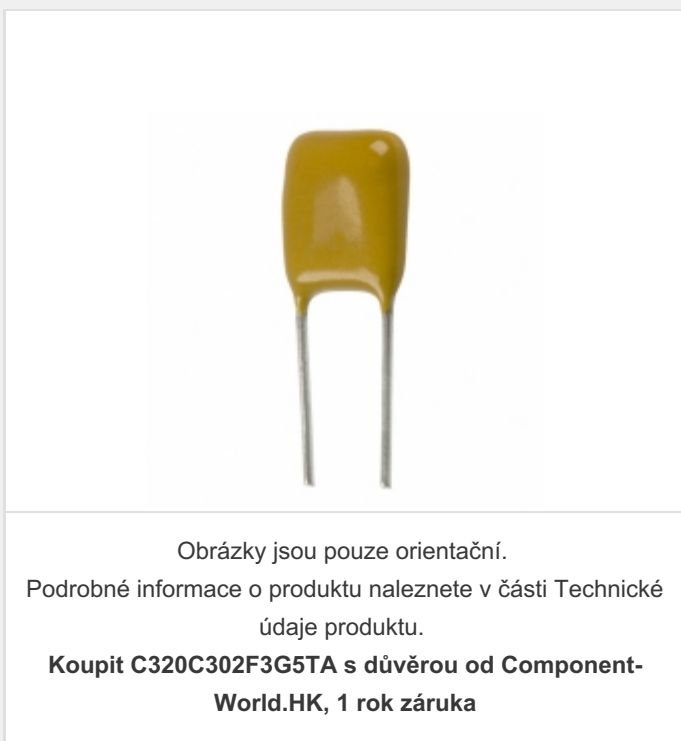 Obrázky jsou pouze orientační.
Podrobné informace o produktu naleznete v části Technické
údaje produktu.
Koupit C320C302F3G5TA s důvěrou od Component-
World.HK, 1 rok záruka